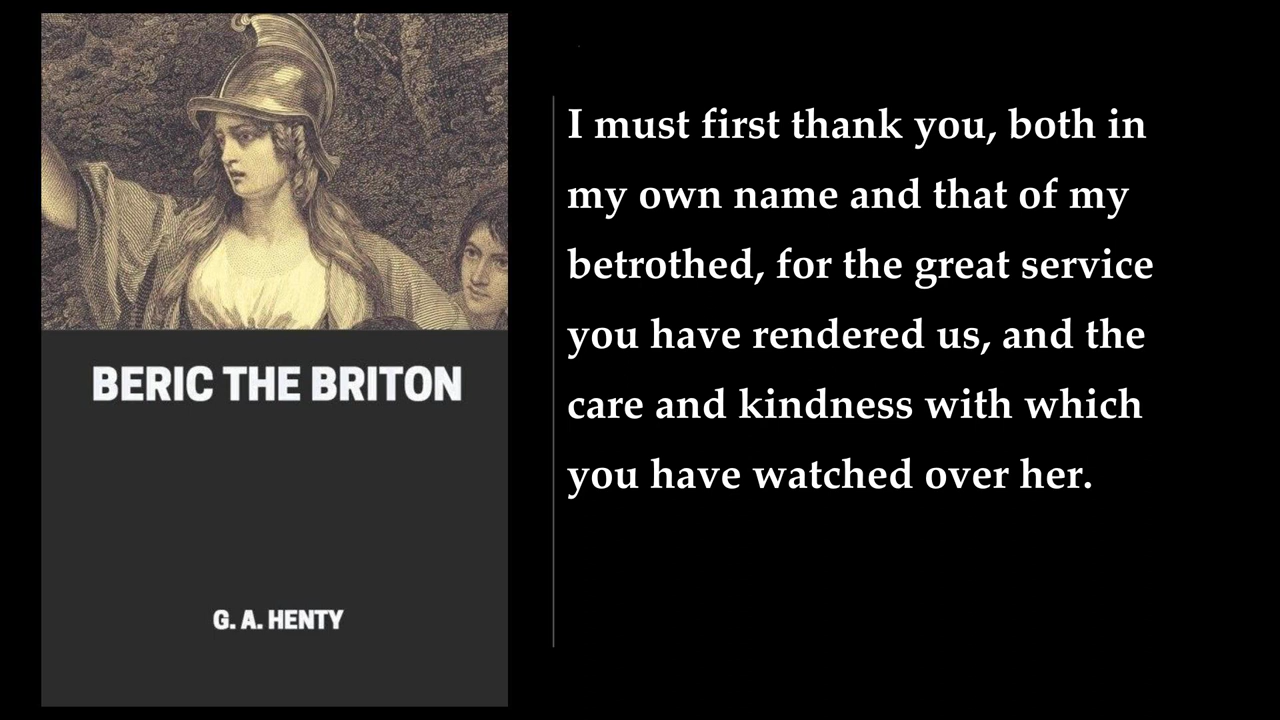 BERIC THE BRITON
G. A. HENTY
I must first thank you, both in
my own name and that of my
betrothed, for the great service
you have rendered us, and the
care and kindness with which
you have watched over her.